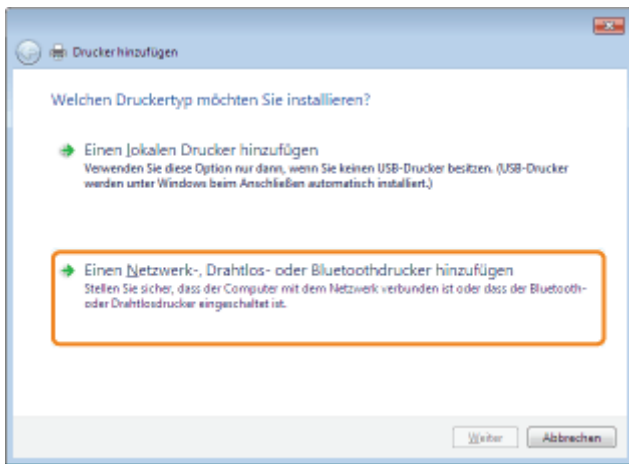 Drucker hinzufügen
Welchen Druckertyp möchten Sie installieren?
Einen lokalen Drucker hinzufügen
Verwenden Sie diese Option nur dann, wenn Sie keinen USB-Drucker besitzen. (USB-Drucker
werden unter Windows beim Anschließen automatisch installiert.)
Einen Netzwerk-, Drahtlos- oder Bluetoothdrucker hinzufügen
Stellen Sie sicher, dass der Computer mit dem Netzwerk verbunden ist oder dass der Bluetooth-
oder Drahtlosdrucker eingeschaltet ist.
Weiter
Abbrechen